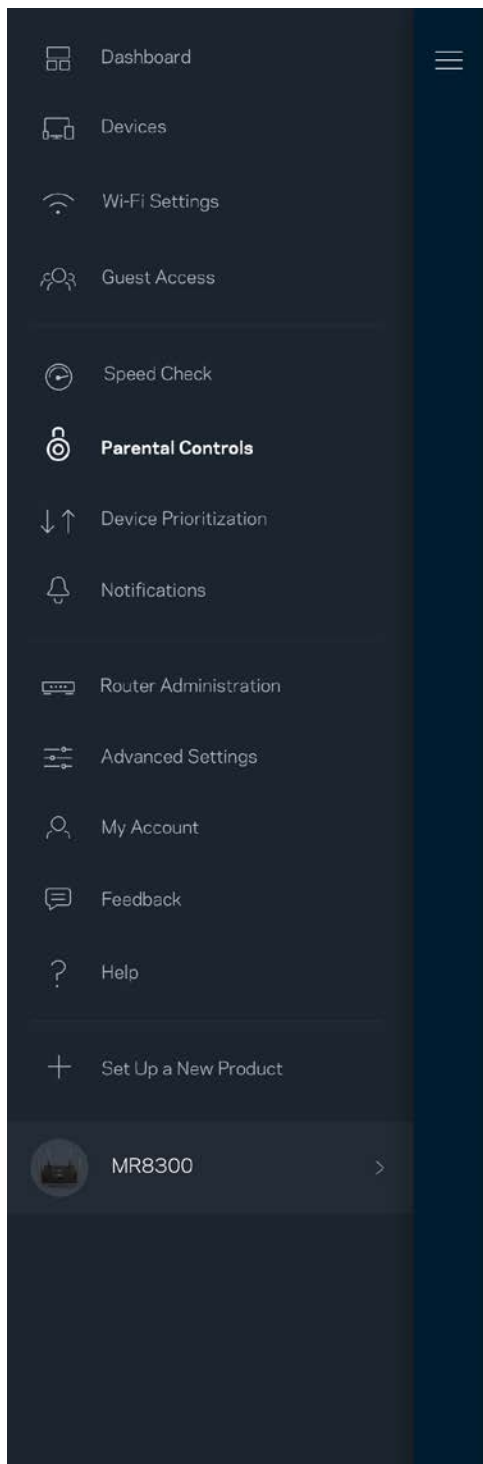 Dashboard
Devices
Wi-Fi Settings
Guest Access
Speed Check
Parental Controls
Device Prioritization
Notifications
Router Administration
Advanced Settings
My Account
Feedback
Help
Set Up a New Product
MR8300